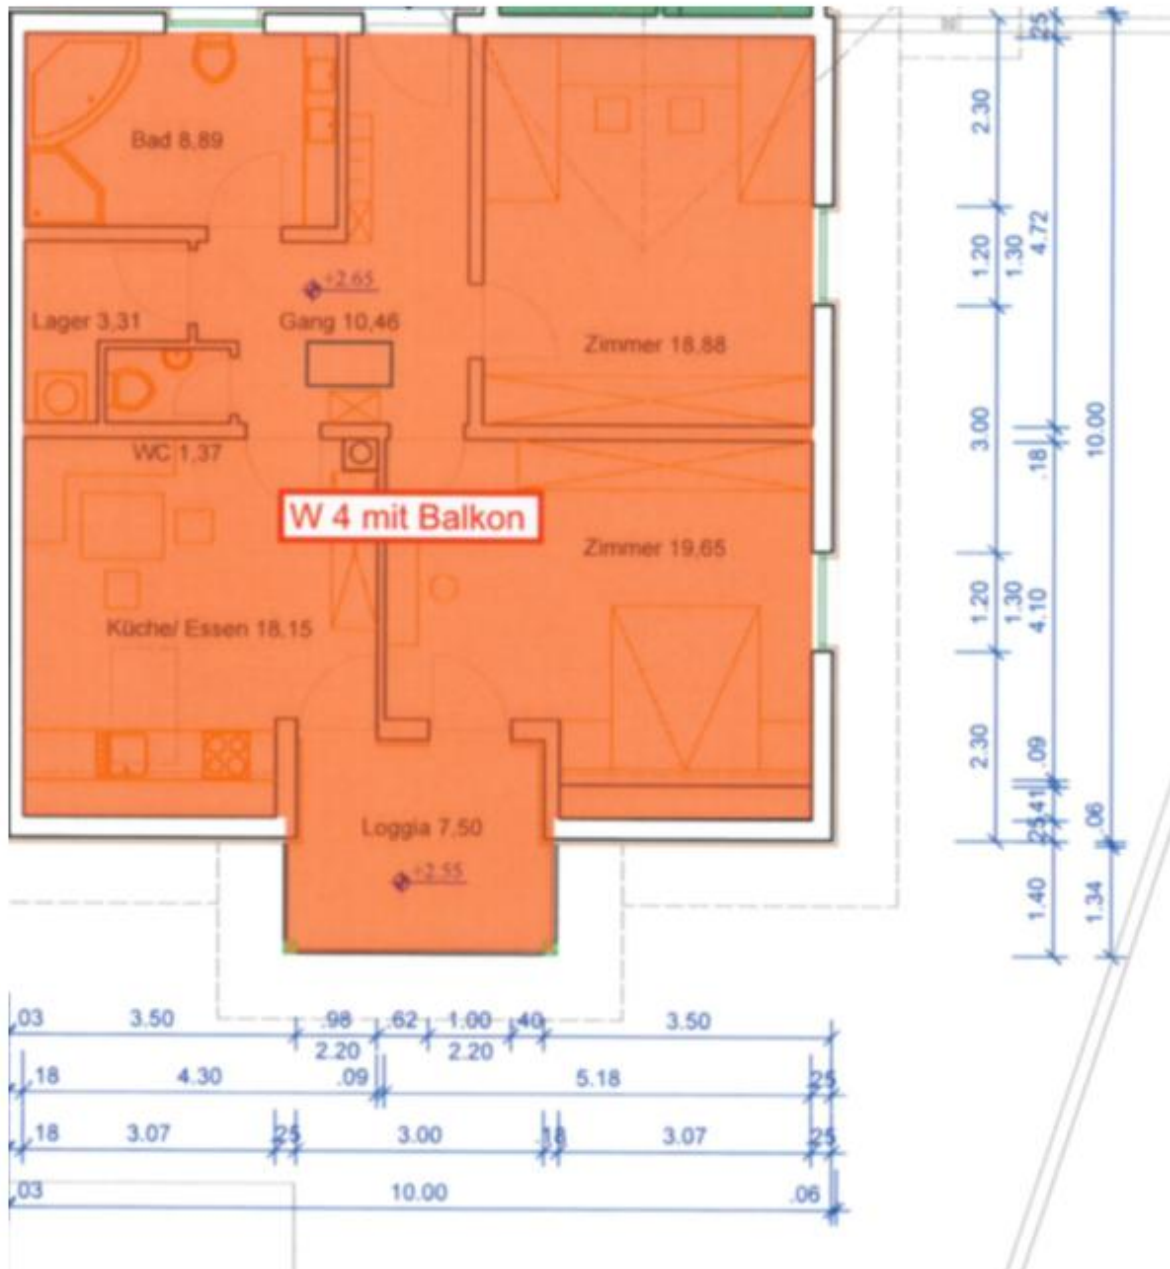 Bad 8,89
+2.65
Lager 3,31
Gang 10,46
Zimmer 18,88
WC 1,37
W 4 mit Balkon
Zimmer 19,65
Küche/ Essen 18,15
Loggia 7,50
+2.55
25
2.30
4.72
1.20
1.30
10.00
3.00
.18
1.20
1.30
4.10
2.30
.09
.41
25
.06
1.40
1.34
.03 3.50 .98 .62 1.00 .40 3.50
2.20 2.20
.18 4.30 .09 5.18 25
.18 3.07 25 3.00 .18 3.07 25
.03 10.00 .06